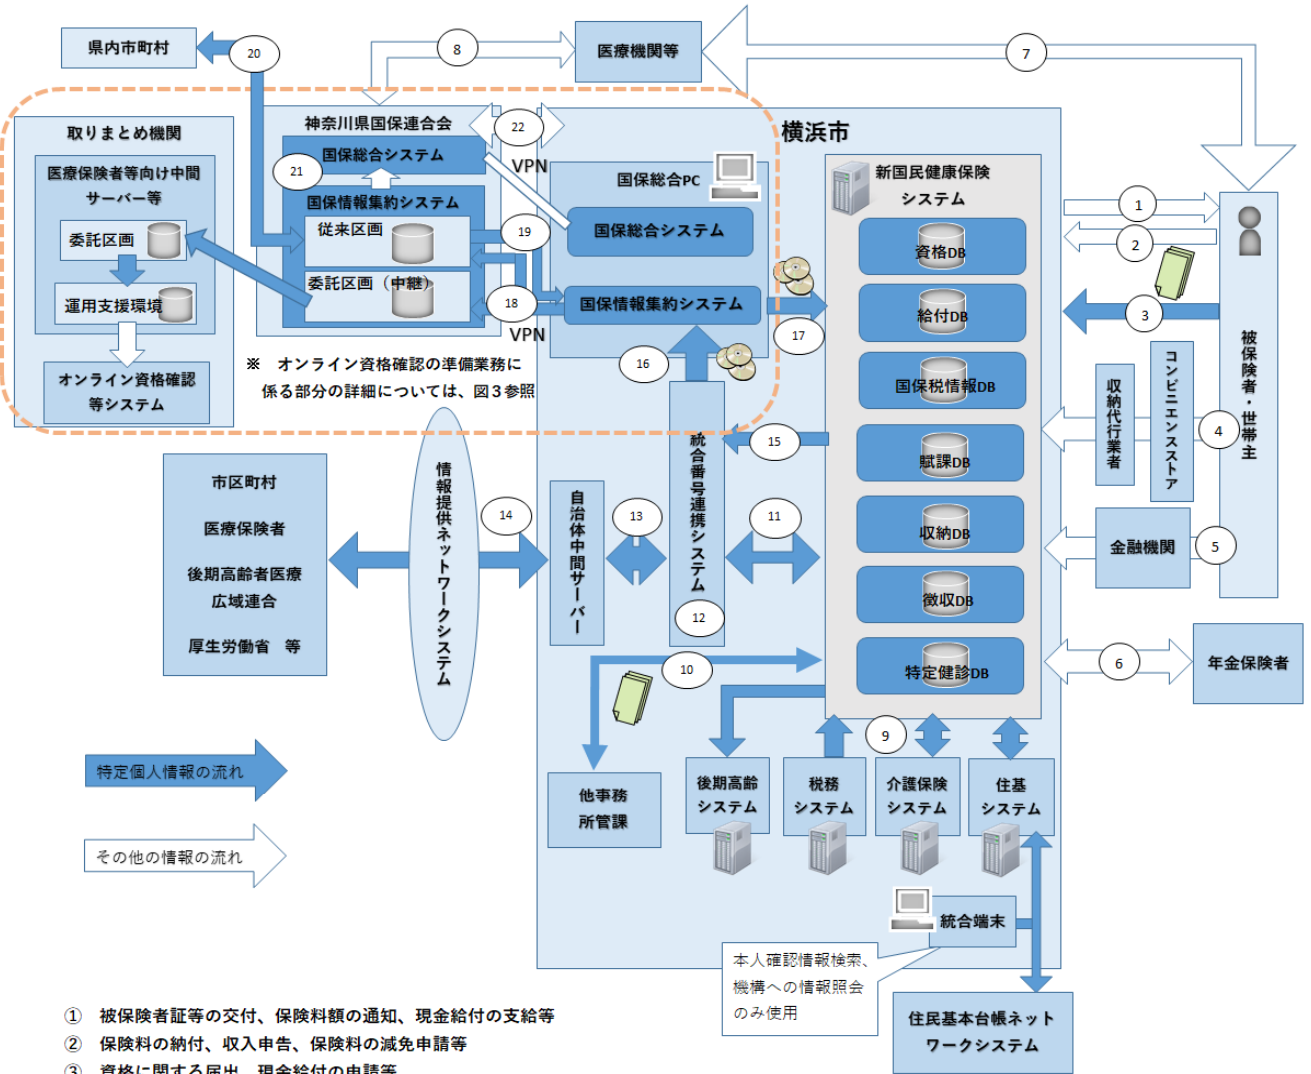 県内市町村
20
8
医療機関等
7
取りまとめ機関
医療保険者等向け中間
サーバー等
委託区画
運用支援環境
オンライン資格確認
等システム
神奈川県国保連合会
国保総合システム
21
国保情報集約システム
従来区画
委託区画（中継）
22
VPN
19
18
VPN
※　オンライン資格確認の準備業務に
係る部分の詳細については、図３参照
横浜市
国保総合PC
国保総合システム
国保情報集約システム
17
16
新国民健康保険
システム
資格DB
給付DB
国保税情報DB
賦課DB
収納DB
徴収DB
特定健診DB
1
2
3
被保険者・世帯主
コンビニエンスストア
収納代行業者
4
金融機関
5
6
年金保険者
15
統合番号連携システム
11
12
13
自治体中間サーバー
14
情報提供ネットワークシステム
市区町村
医療保険者
後期高齢者医療
広域連合
厚生労働省　等
10
9
他事務
所管課
後期高齢
システム
税務
システム
介護保険
システム
住基
システム
統合端末
本人確認情報検索、
機構への情報照会
のみ使用
住民基本台帳ネット
ワークシステム
特定個人情報の流れ
その他の情報の流れ
①　被保険者証等の交付、保険料額の通知、現金給付の支給等
②　保険料の納付、収入申告、保険料の減免申請等
③　資格に関する届出、現金給付の申請等